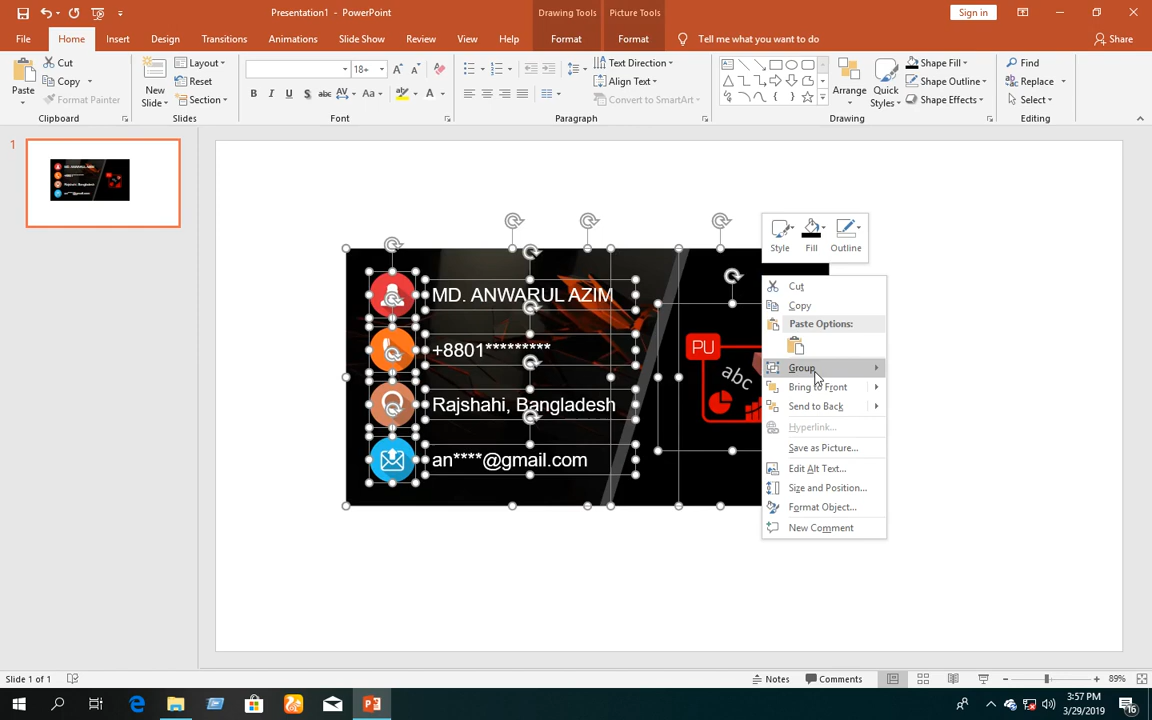 Presentation1 - PowerPoint
Drawing Tools
Picture Tools
Sign in
File
Home
Insert
Design
Transitions
Animations
Slide Show
Review
View
Help
Format
Format
Tell me what you want to do
Share
Paste
Cut
Copy
Format Painter
Clipboard
New
Slide
Layout
Reset
Section
Slides
18+
B I U S abc AV Aa A
Font
Text Direction
Align Text
Convert to SmartArt
Paragraph
Arrange
Quick
Styles
Shape Fill
Shape Outline
Shape Effects
Drawing
Find
Replace
Select
Editing
1
MD. ANWARUL AZIM
+8801*********
Rajshahi, Bangladesh
an****@gmail.com
PU
abc
Style
Fill
Outline
Cut
Copy
Paste Options:
Group
Bring to Front
Send to Back
Hyperlink...
Save as Picture...
Edit Alt Text...
Size and Position...
Format Object...
New Comment
Slide 1 of 1
Notes
Comments
89%
3:57 PM
3/29/2019
16